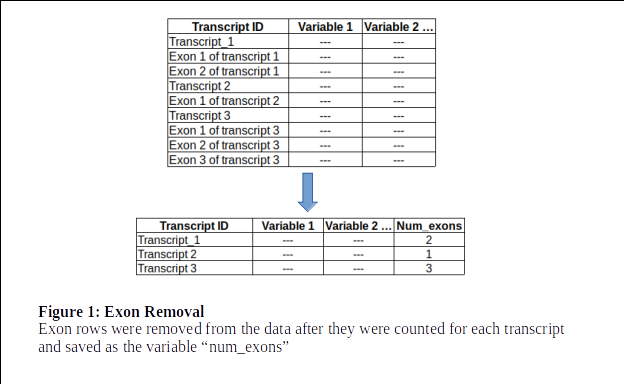 Transcript ID Variable 1 Variable 2 ...
Transcript_1 --- ---
Exon 1 of transcript 1 --- ---
Exon 2 of transcript 1 --- ---
Transcript 2 --- ---
Exon 1 of transcript 2 --- ---
Transcript 3 --- ---
Exon 1 of transcript 3 --- ---
Exon 2 of transcript 3 --- ---
Exon 3 of transcript 3 --- ---
Transcript ID Variable 1 Variable 2 ... Num_exons
Transcript_1 --- --- 2
Transcript 2 --- --- 1
Transcript 3 --- --- 3
Figure 1: Exon Removal
Exon rows were removed from the data after they were counted for each transcript
and saved as the variable “num_exons”